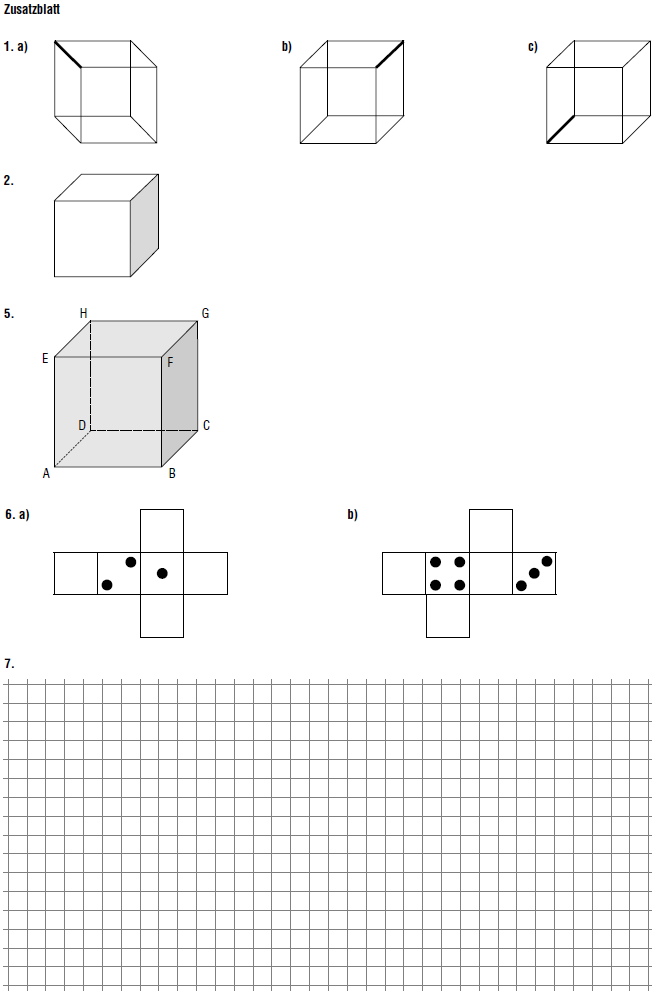 Zusatzblatt
1. a) b) c)
2.
5.
H G
E F
D C
A B
6. a) b)
7.